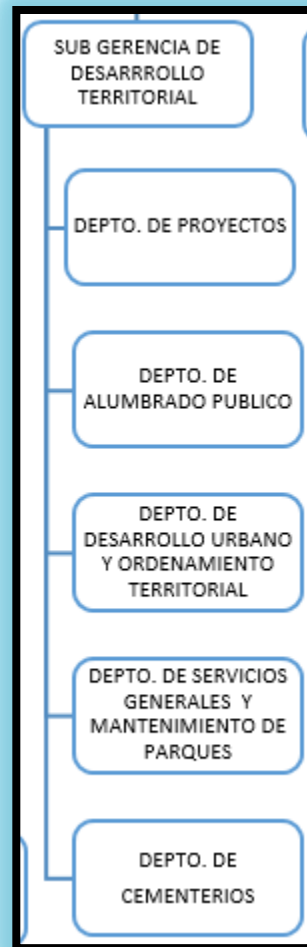 SUB GERENCIA DE
DESARRROLLO
TERRITORIAL
DEPTO. DE PROYECTOS
DEPTO. DE
ALUMBRADO PUBLICO
DEPTO. DE
DESARROLLO URBANO
Y ORDENAMIENTO
TERRITORIAL
DEPTO. DE SERVICIOS
GENERALES Y
MANTENIMIENTO DE
PARQUES
DEPTO. DE
CEMENTERIOS